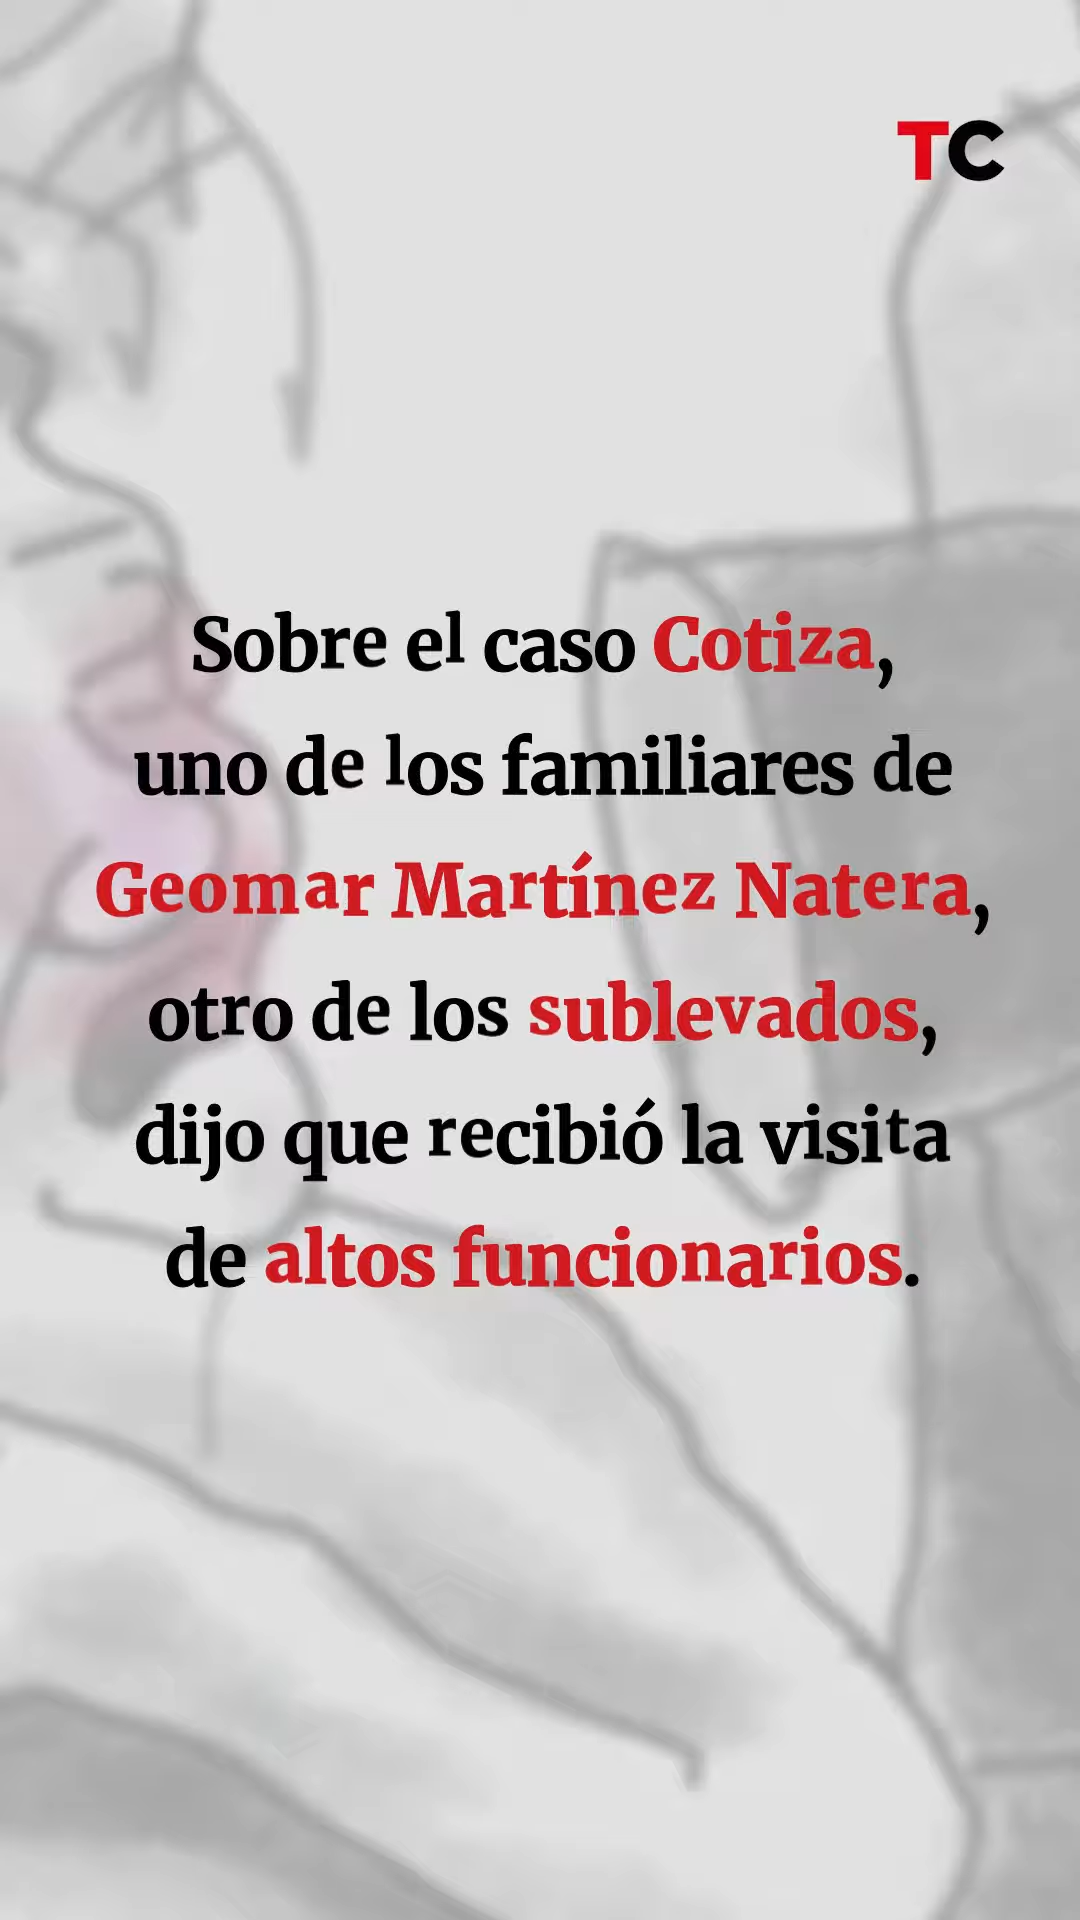 TC
Sobre el caso Cotiza,
uno de los familiares de
Geomar Martínez Natera,
otro de los sublevados,
dijo que recibió la visita
de altos funcionarios.